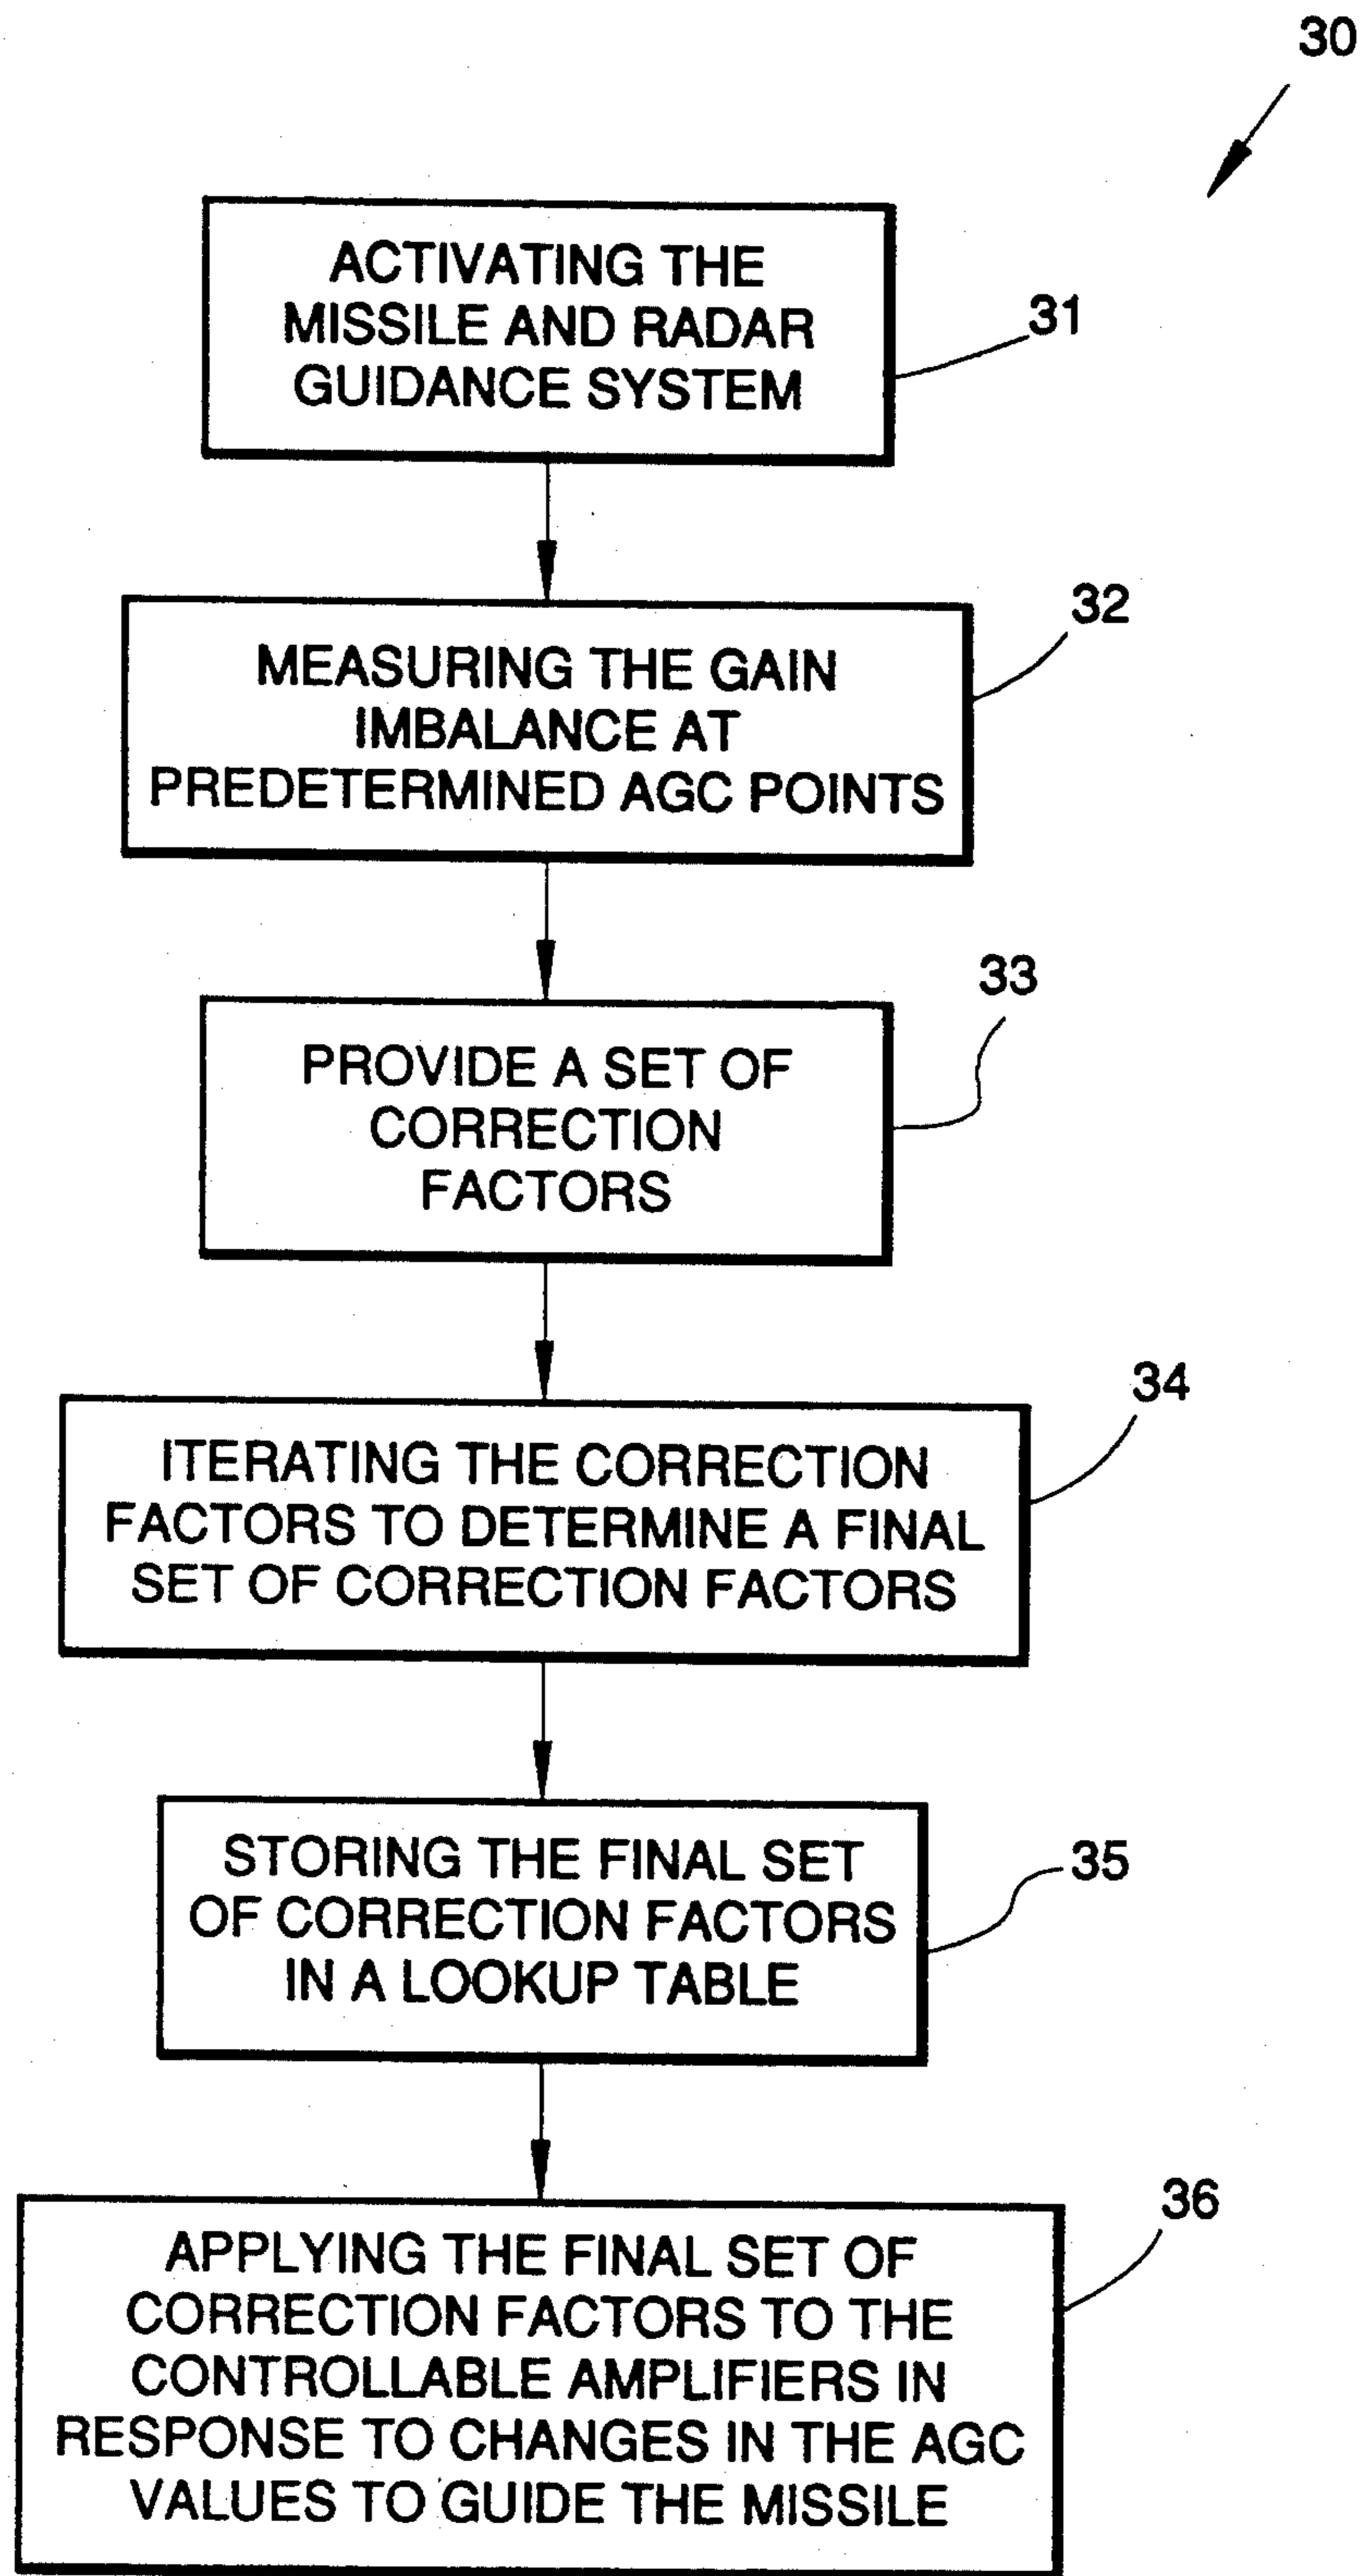 30
ACTIVATING THE
MISSILE AND RADAR
GUIDANCE SYSTEM
31
MEASURING THE GAIN
IMBALANCE AT
PREDETERMINED AGC POINTS
32
PROVIDE A SET OF
CORRECTION
FACTORS
33
ITERATING THE CORRECTION
FACTORS TO DETERMINE A FINAL
SET OF CORRECTION FACTORS
34
STORING THE FINAL SET
OF CORRECTION FACTORS
IN A LOOKUP TABLE
35
APPLYING THE FINAL SET OF
CORRECTION FACTORS TO THE
CONTROLLABLE AMPLIFIERS IN
RESPONSE TO CHANGES IN THE AGC
VALUES TO GUIDE THE MISSILE
36